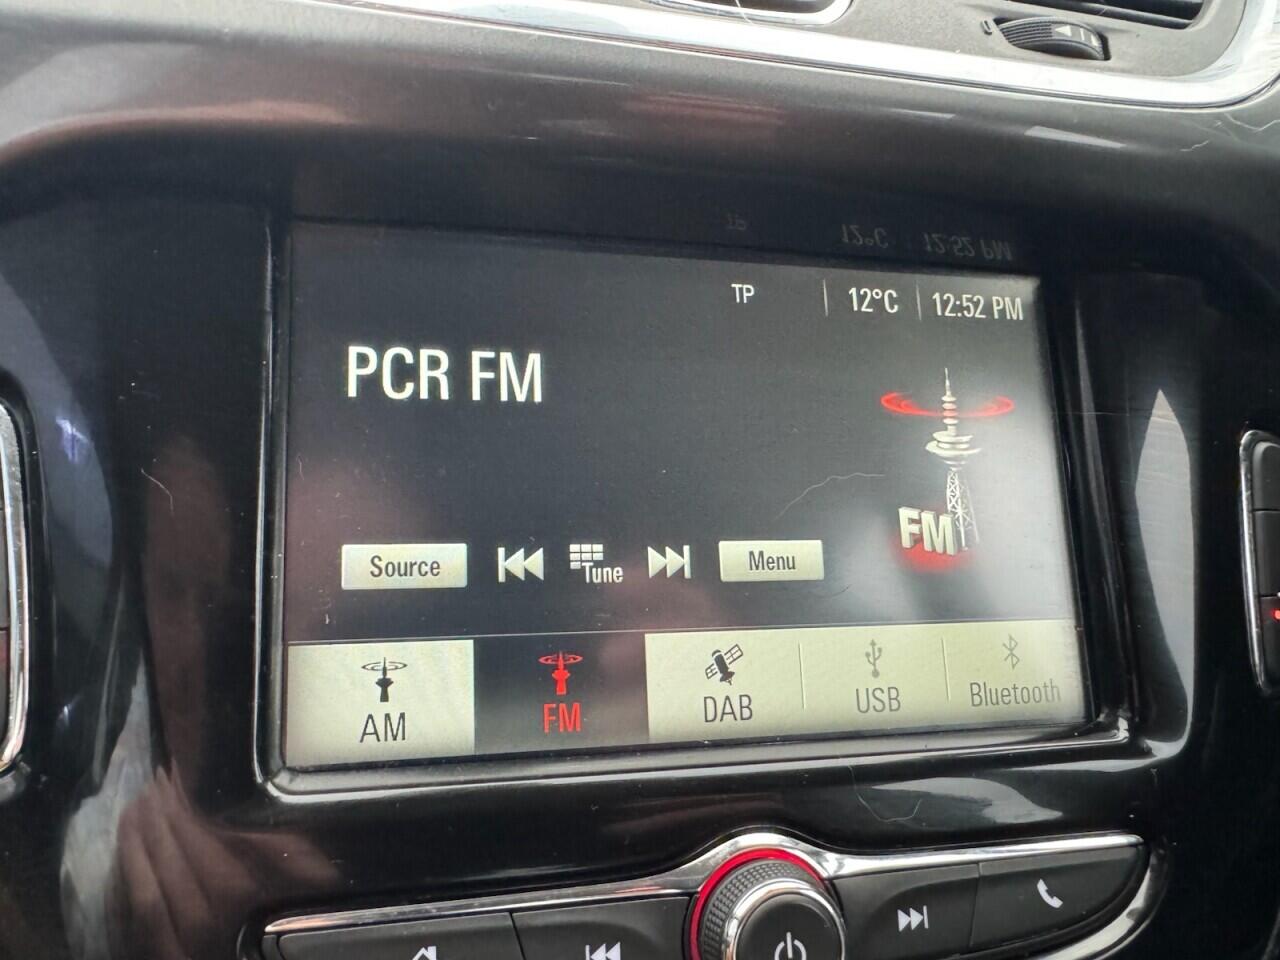 TP 12°C 12:52 PM
PCR FM
FM
Source Tune Menu
AM FM DAB USB Bluetooth